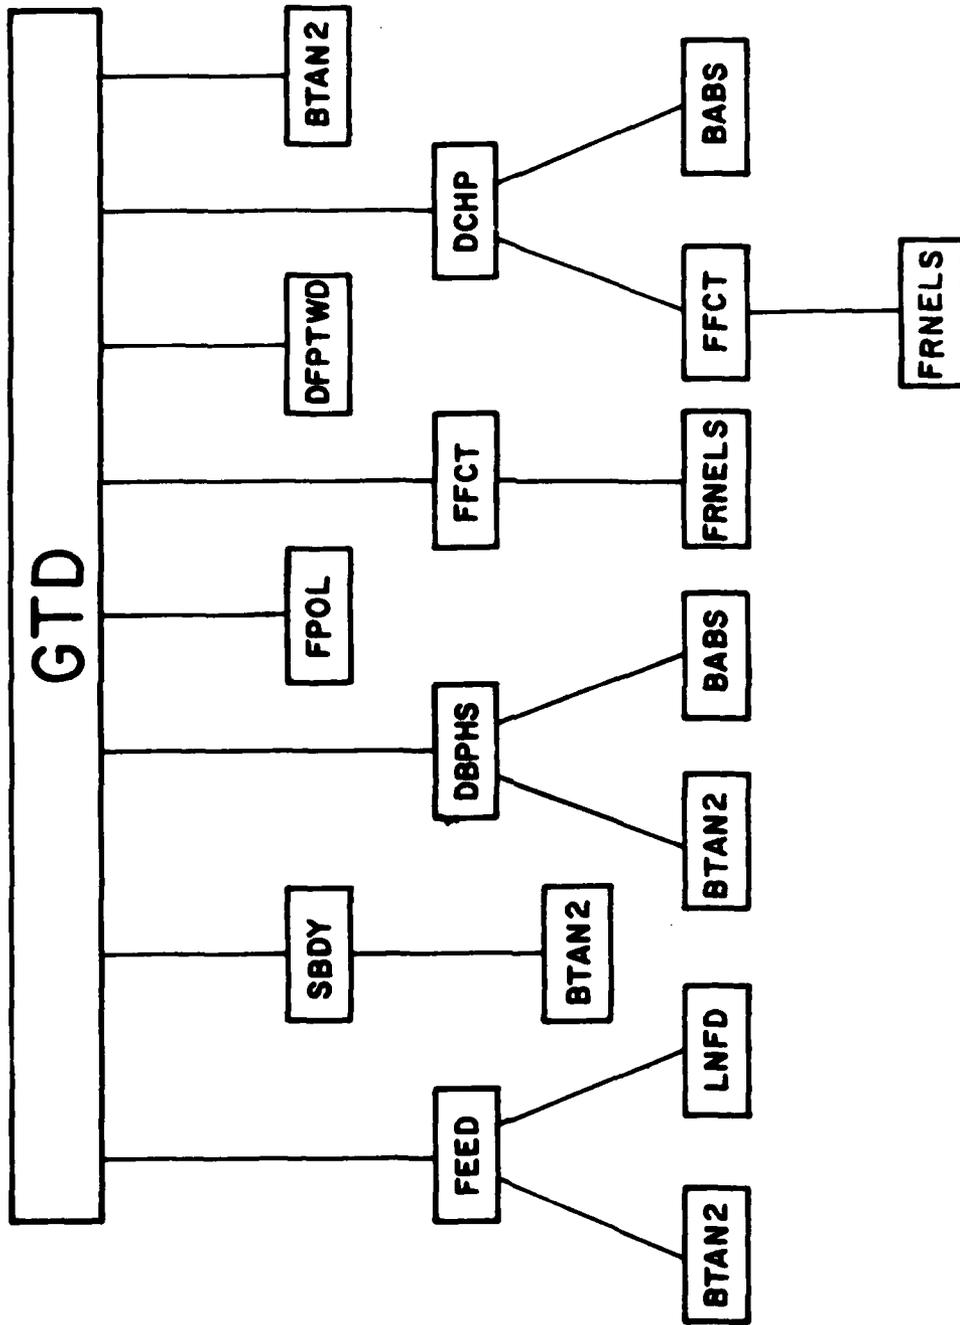 GTD
FEED
SBDY
DBPHS
FPOL
FFCT
DFPTWD
DCHP
BTAN2
BTAN2
LNFD
BTAN2
BTAN2
BABS
FRNELS
FFCT
BABS
FRNELS